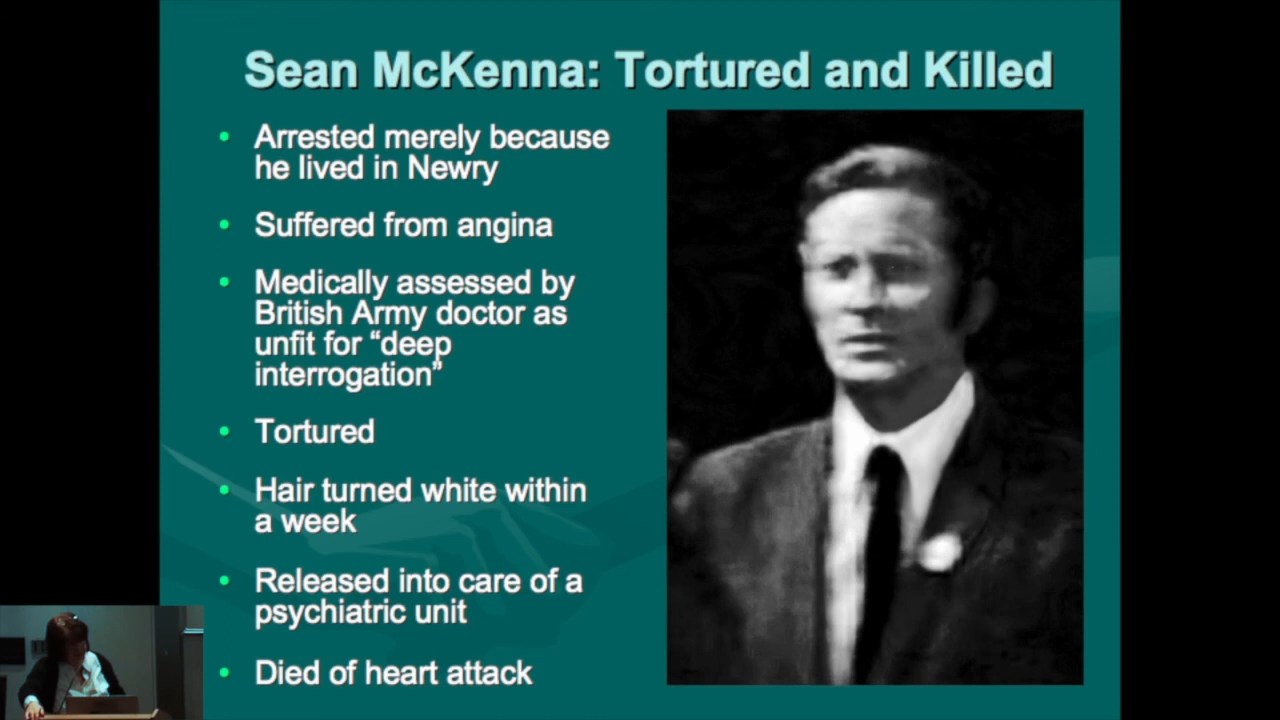 Sean McKenna: Tortured and Killed
• Arrested merely because
he lived in Newry
• Suffered from angina
• Medically assessed by
British Army doctor as
unfit for “deep
interrogation”
• Tortured
• Hair turned white within
a week
• Released into care of a
psychiatric unit
• Died of heart attack